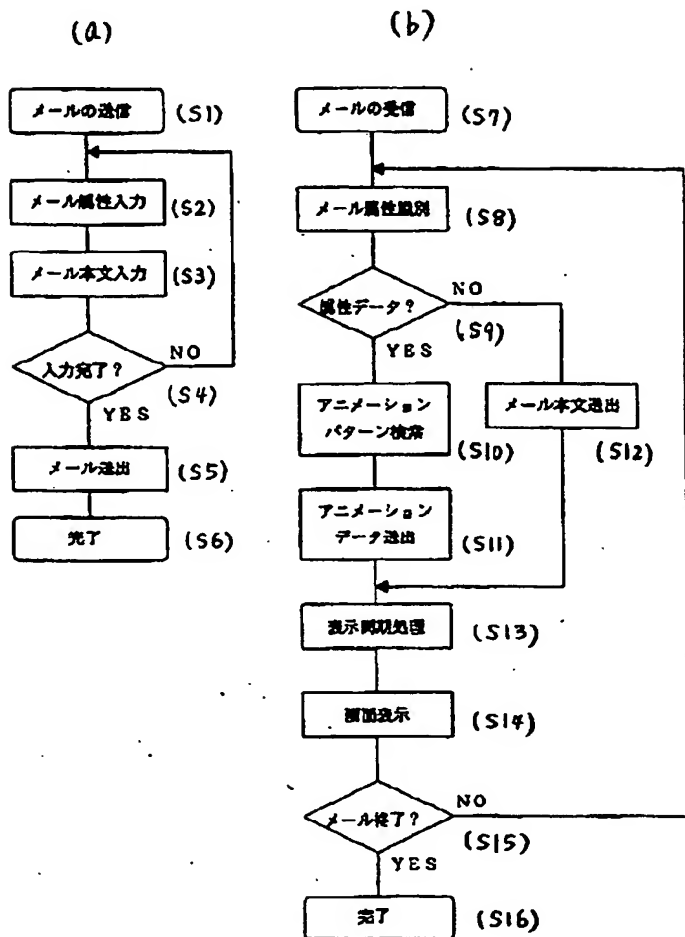 (a)
メールの送信
(S1)
メール属性入力
(S2)
メール本文入力
(S3)
入力完了?
NO
(S4)
YES
メール送出
(S5)
完了
(S6)
(b)
メールの受信
(S7)
メール属性識別
(S8)
属性データ?
NO
(S9)
YES
アニメーション
パターン検索
(S10)
メール本文送出
(S12)
アニメーション
データ送出
(S11)
表示同期処理
(S13)
画面表示
(S14)
メール終了?
NO
(S15)
YES
完了
(S16)